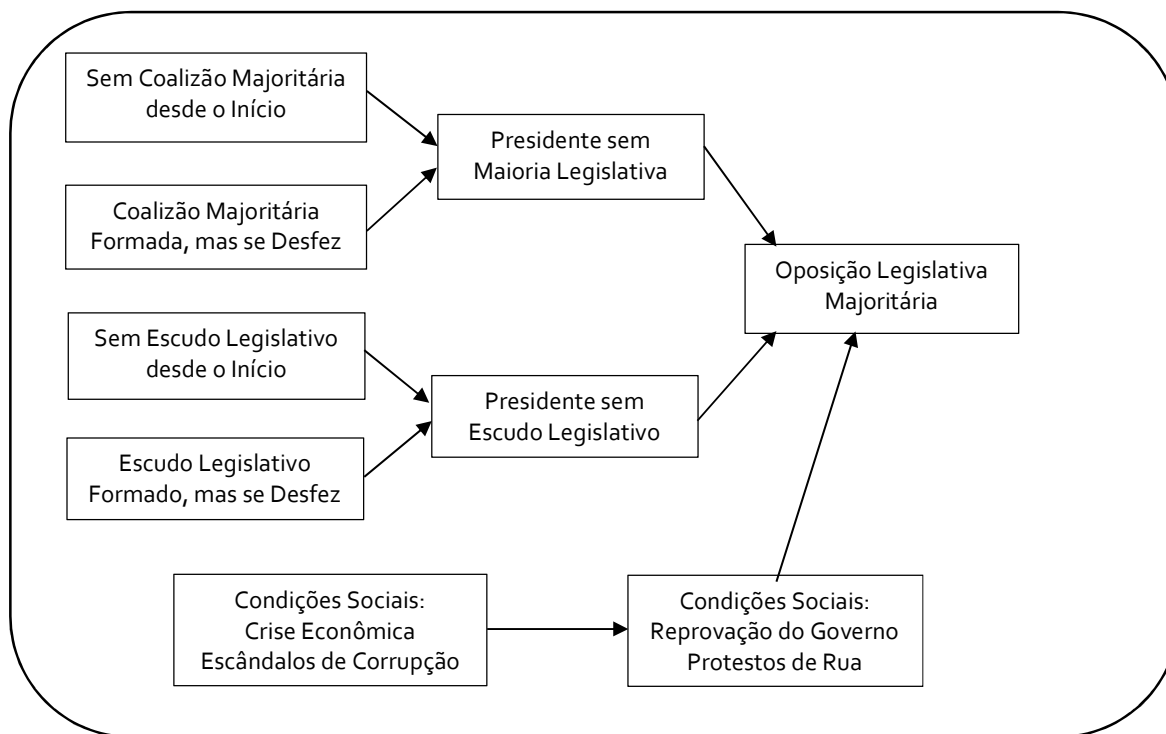 Sem Coalizão Majoritária
desde o Início
Presidente sem
Maioria Legislativa
Coalizão Majoritária
Formada, mas se Desfez
Oposição Legislativa
Majoritária
Sem Escudo Legislativo
desde o Início
Presidente sem
Escudo Legislativo
Escudo Legislativo
Formado, mas se Desfez
Condições Sociais:
Crise Econômica
Escândalos de Corrupção
Condições Sociais:
Reprovação do Governo
Protestos de Rua